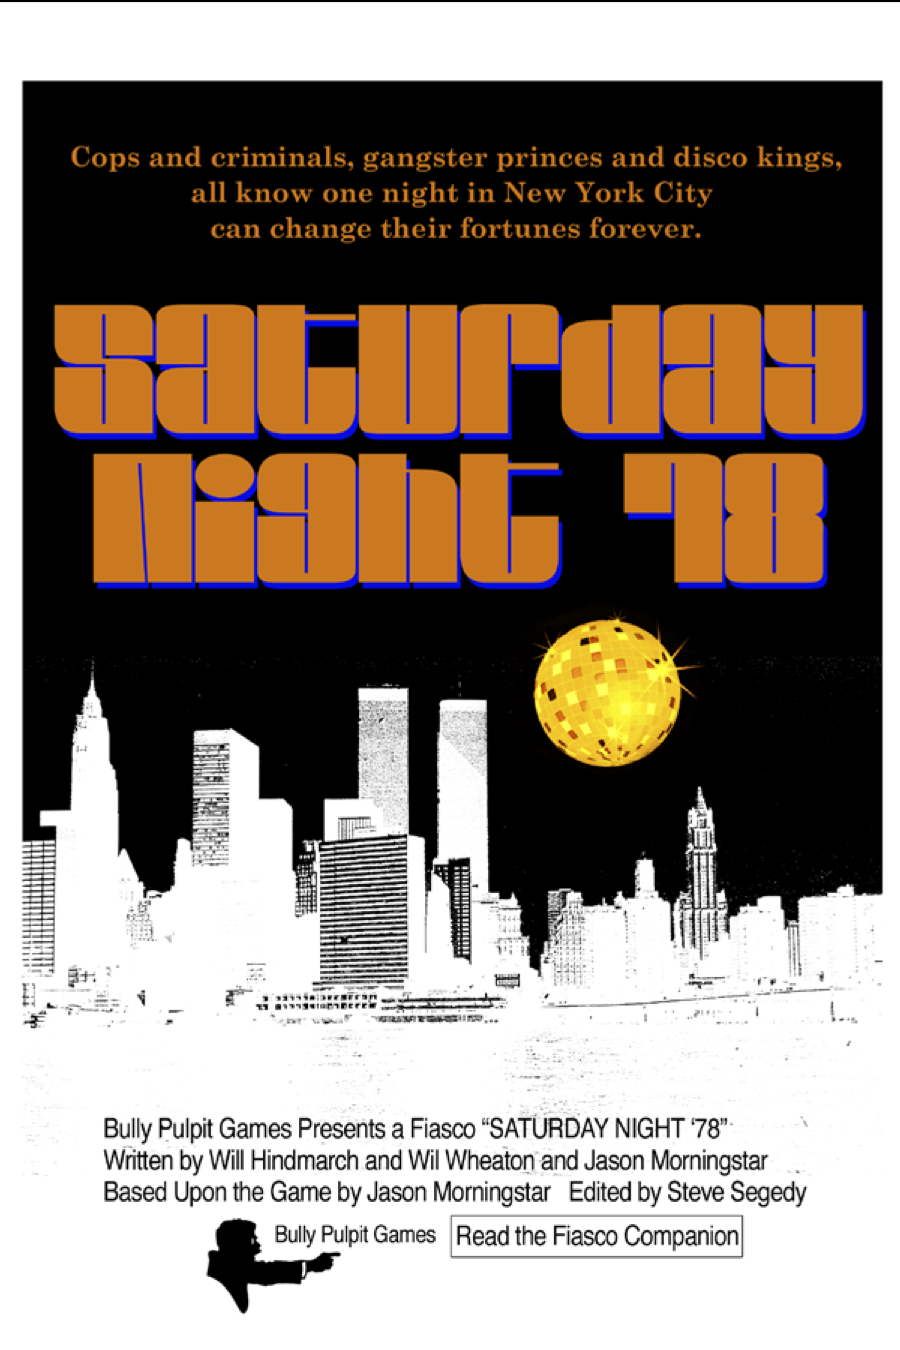 Cops and criminals, gangster princes and disco kings,
all know one night in New York City
can change their fortunes forever.
Saturday
Night '78
Bully Pulpit Games Presents a Fiasco “SATURDAY NIGHT ‘78”
Written by Will Hindmarch and Wil Wheaton and Jason Morningstar
Based Upon the Game by Jason Morningstar Edited by Steve Segedy
Bully Pulpit Games Read the Fiasco Companion